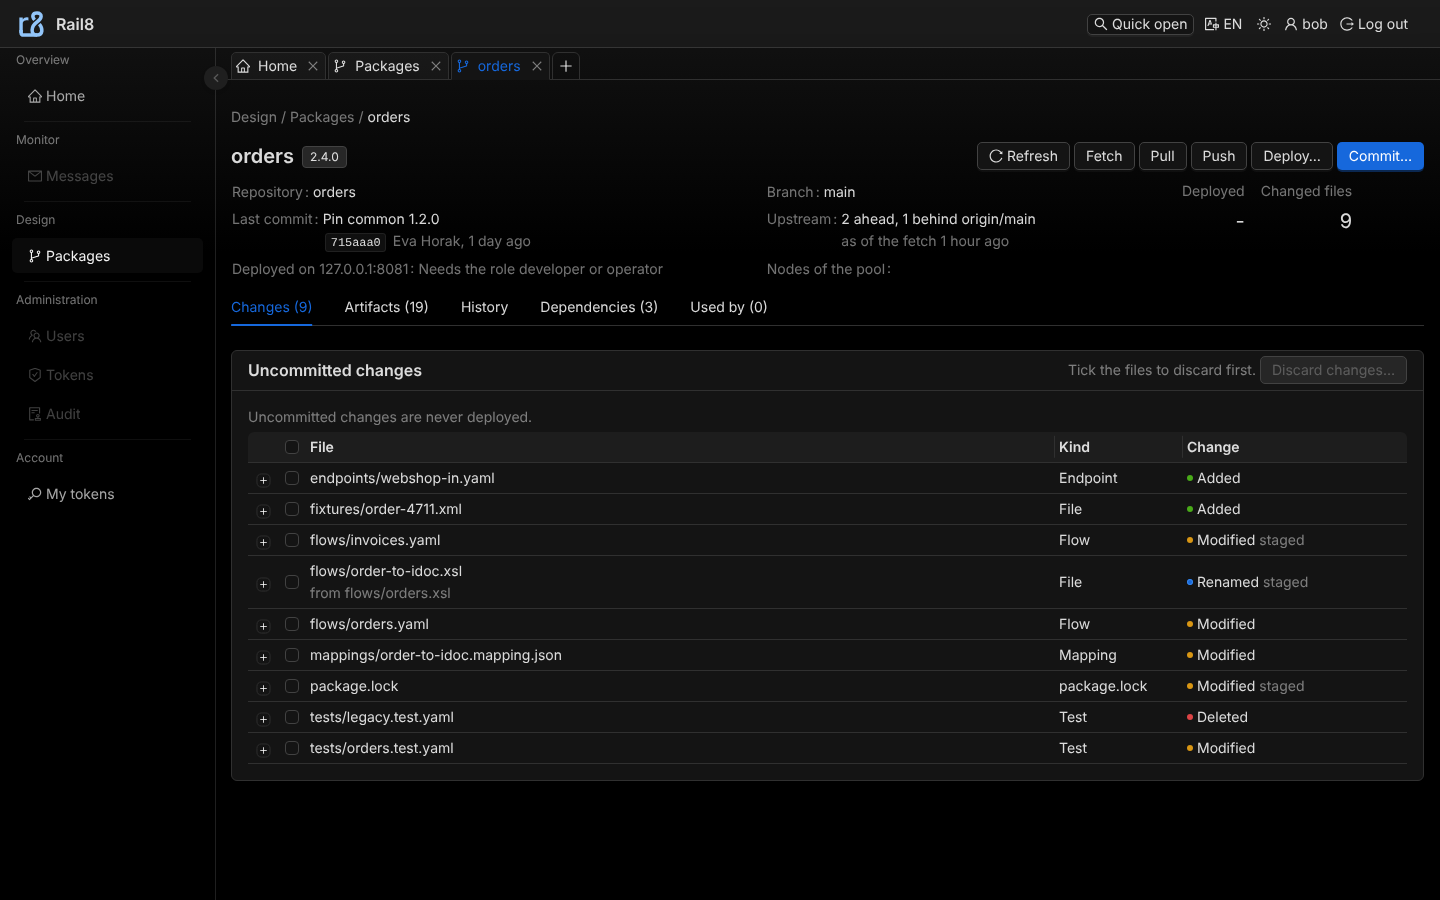 Rail8
Quick open
EN
bob
Log out
Overview
Home
Monitor
Messages
Design
Packages
Administration
Users
Tokens
Audit
Account
My tokens
Home
Packages
orders
Design / Packages / orders
orders 2.4.0
Refresh
Fetch
Pull
Push
Deploy...
Commit...
Repository: orders
Branch: main
Deployed
-
Changed files
9
Last commit: Pin common 1.2.0
715aaa0 Eva Horak, 1 day ago
Upstream: 2 ahead, 1 behind origin/main
as of the fetch 1 hour ago
Deployed on 127.0.0.1:8081: Needs the role developer or operator
Nodes of the pool:
Changes (9)
Artifacts (19)
History
Dependencies (3)
Used by (0)
Uncommitted changes
Tick the files to discard first.
Discard changes...
Uncommitted changes are never deployed.
File Kind Change
endpoints/webshop-in.yaml Endpoint Added
fixtures/order-4711.xml File Added
flows/invoices.yaml Flow Modified staged
flows/order-to-idoc.xsl File Renamed staged
from flows/orders.xsl
flows/orders.yaml Flow Modified
mappings/order-to-idoc.mapping.json Mapping Modified
package.lock package.lock Modified staged
tests/legacy.test.yaml Test Deleted
tests/orders.test.yaml Test Modified